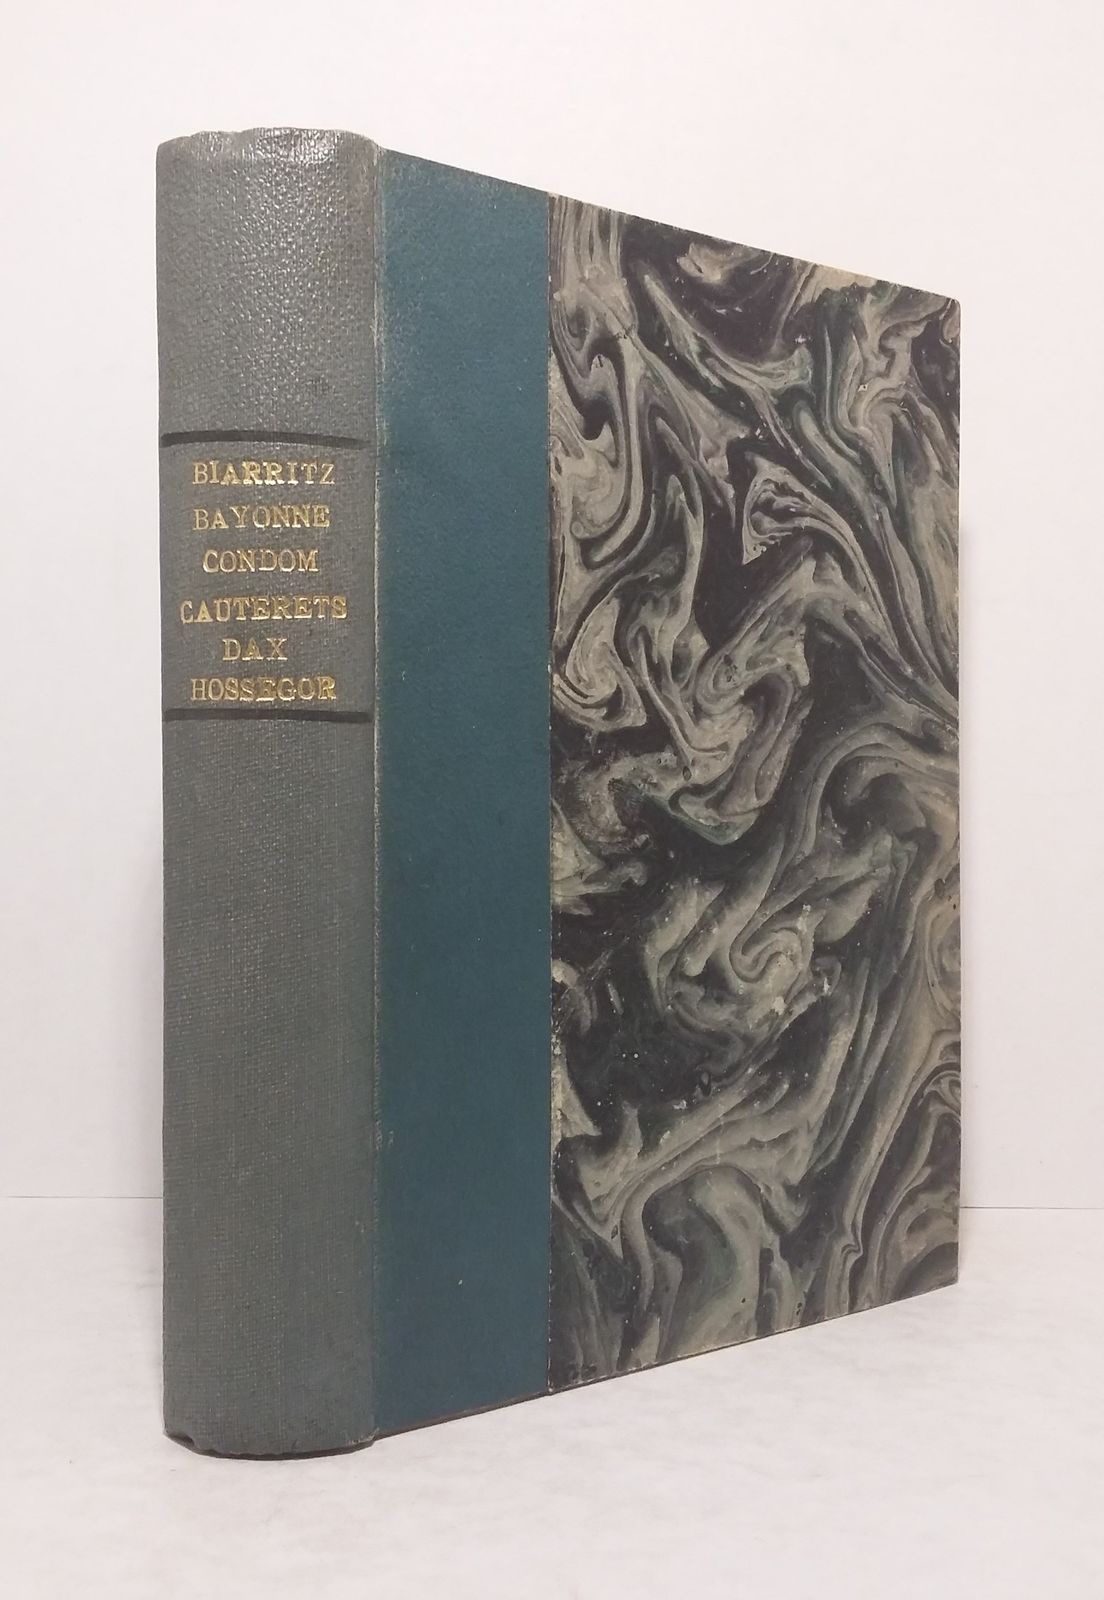 BIARRITZ
BAYONNE
CONDOM
CAUTERETS
DAX
HOSSEGOR